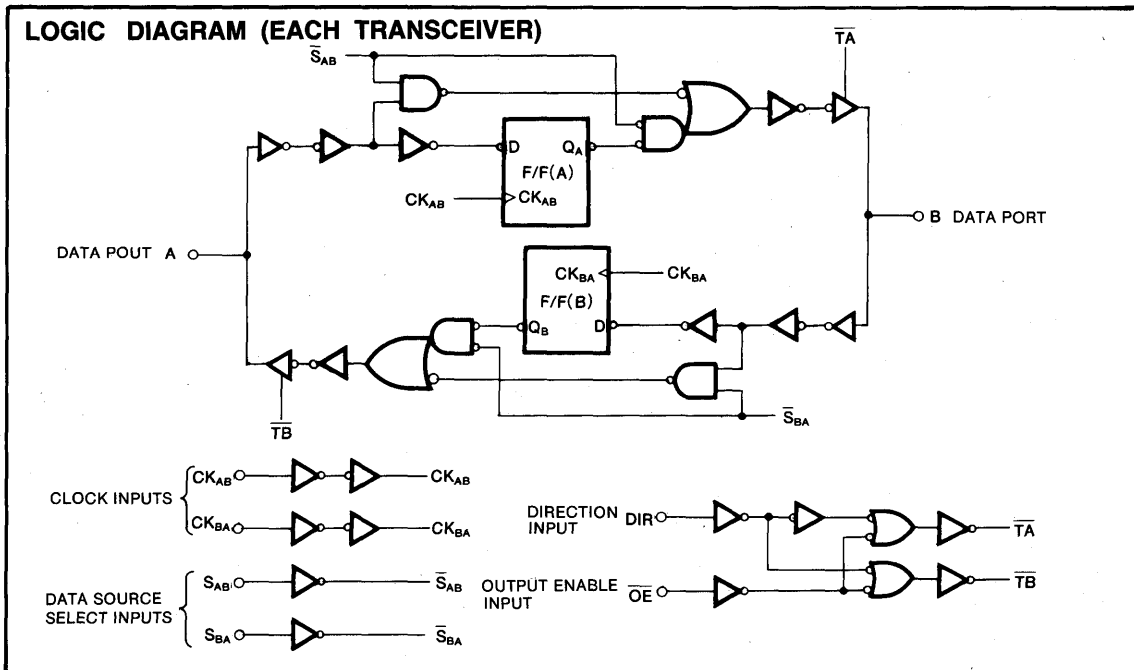 LOGIC DIAGRAM (EACH TRANSCEIVER)
S̅AB
T̅A̅
D
QA
F/F(A)
CKAB
CKAB
B DATA PORT
DATA POUT A
CKBA
CKBA
F/F(B)
QB
D
T̅B̅
S̅BA
CLOCK INPUTS
CKAB
CKAB
CKBA
CKBA
DATA SOURCE
SELECT INPUTS
SAB
S̅AB
SBA
S̅BA
DIRECTION
INPUT
DIR
T̅A̅
OUTPUT ENABLE
INPUT
O̅E̅
T̅B̅